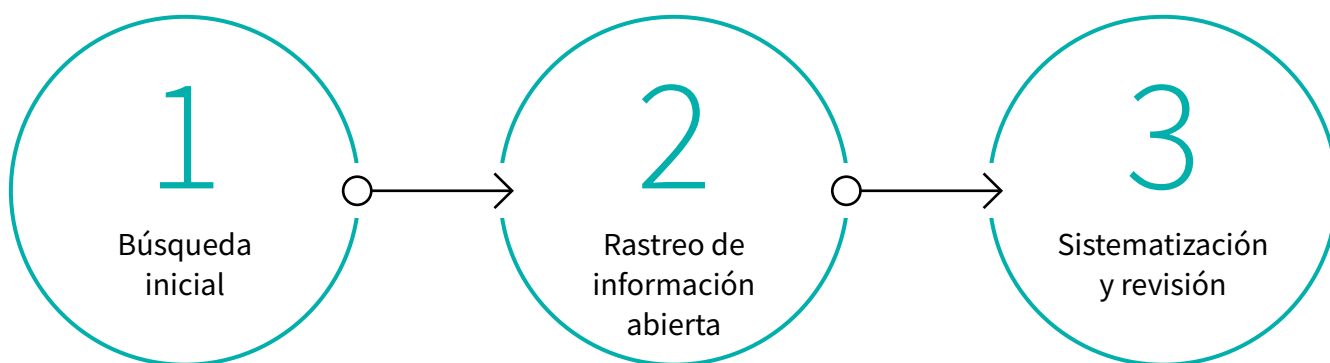 1
Búsqueda
inicial
2
Rastreo de
información
abierta
3
Sistematización
y revisión